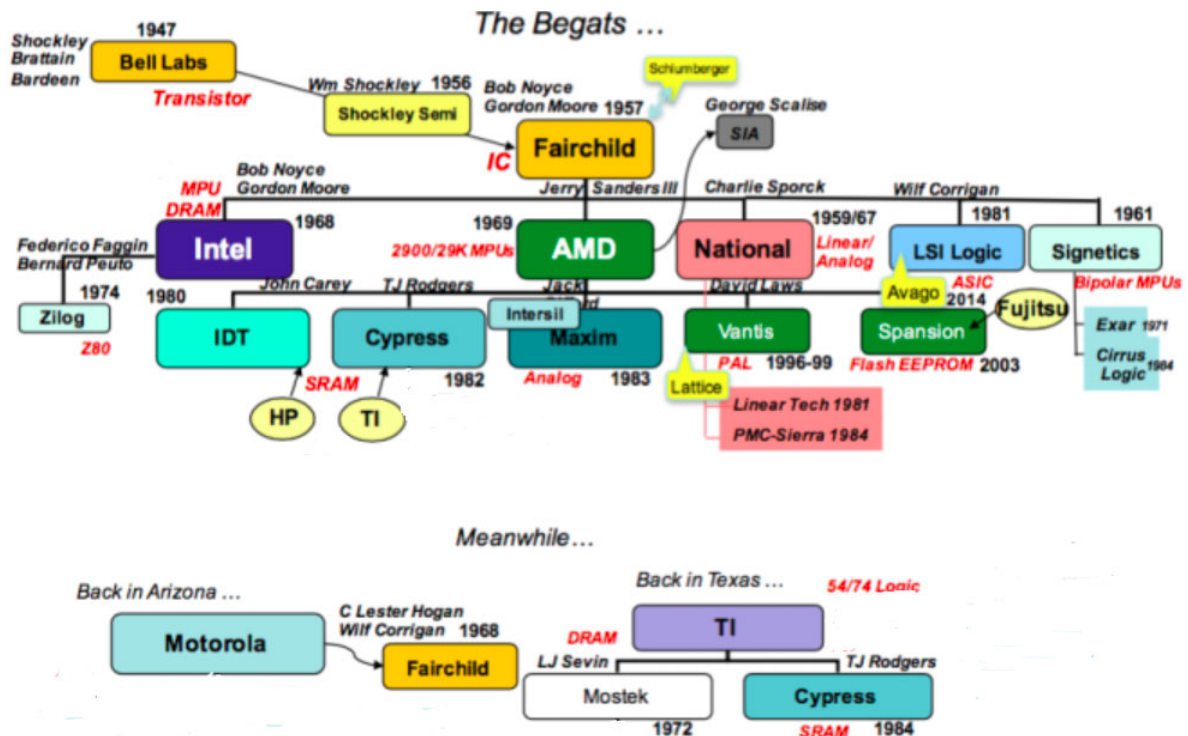 The Begats ...
1947
Shockley
Brattain
Bardeen
Bell Labs
Transistor
Wm Shockley 1956
Shockley Semi
Bob Noyce
Gordon Moore 1957
Schlumberger
Fairchild
IC
George Scalise
SIA
Bob Noyce
Gordon Moore
MPU
DRAM
Jerry Sanders III
Charlie Sporck
Wilf Corrigan
1968
Intel
1969
2900/29K MPUs
AMD
1959/67
National
Linear/
Analog
1981
LSI Logic
ASIC
1961
Signetics
Bipolar MPUs
Federico Faggin
Bernard Peuto
1974
Zilog
Z80
John Carey
1980
IDT
TJ Rodgers
Cypress
1982
SRAM
HP
TI
Jack
Intersil
Maxim
Analog
1983
David Laws
Vantis
PAL
1996-99
Lattice
Linear Tech 1981
PMC-Sierra 1984
Avago
2014
Spansion
Fujitsu
Flash EEPROM 2003
Exar 1971
Cirrus
Logic 1984
Meanwhile...
Back in Arizona ...
Motorola
C Lester Hogan
Wilf Corrigan 1968
Fairchild
Back in Texas ...
54/74 Logic
TI
DRAM
LJ Sevin
Mostek
1972
TJ Rodgers
Cypress
SRAM
1984